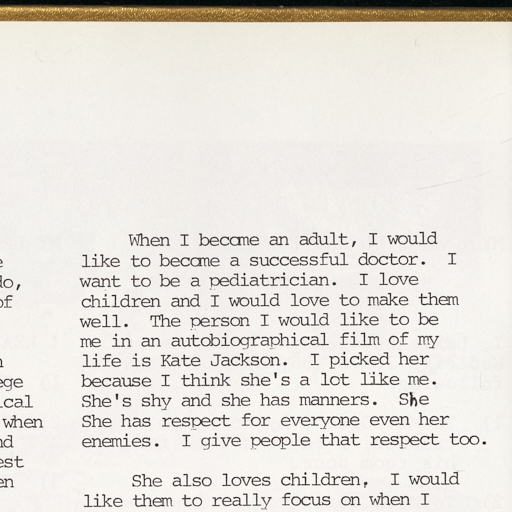 e
do,
of
n
ege
ical
when
nd
est
en
When I become an adult, I would
like to become a successful doctor. I
want to be a pediatrician. I love
children and I would love to make them
well. The person I would like to be
me in an autobiographical film of my
life is Kate Jackson. I picked her
because I think she's a lot like me.
She's shy and she has manners. She
She has respect for everyone even her
enemies. I give people that respect too.
She also loves children, I would
like them to really focus on when I